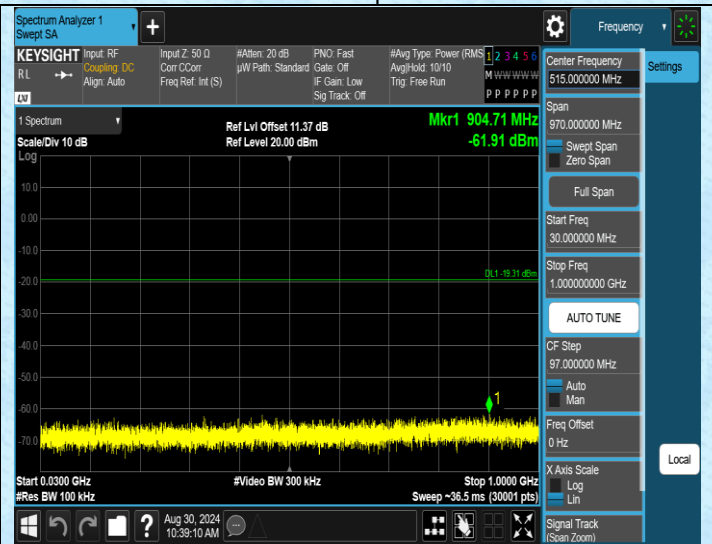 Spectrum Analyzer 1
Swept SA
+
Frequency
KEYSIGHT
RL
LXI
Input: RF
Coupling: DC
Align: Auto
Input Z: 50 Ω
Corr CCorr
Freq Ref: Int (S)
#Atten: 20 dB
µW Path: Standard
PNO: Fast
Gate: Off
IF Gain: Low
Sig Track: Off
#Avg Type: Power (RMS
Avg|Hold: 10/10
Trig: Free Run
1 2 3 4 5 6
M W W W W W
P P P P P P
1 Spectrum
Scale/Div 10 dB
Log
Ref Lvl Offset 11.37 dB
Ref Level 20.00 dBm
Mkr1 904.71 MHz
-61.91 dBm
10.0
0.00
-10.0
DL1 -19.31 dBm
-20.0
-30.0
-40.0
-50.0
-60.0
1
-70.0
Start 0.0300 GHz
#Res BW 100 kHz
#Video BW 300 kHz
Stop 1.0000 GHz
Sweep ~36.5 ms (30001 pts)
?
Aug 30, 2024
10:39:10 AM
Center Frequency
515.000000 MHz
Span
970.000000 MHz
Swept Span
Zero Span
Full Span
Start Freq
30.000000 MHz
Stop Freq
1.000000000 GHz
AUTO TUNE
CF Step
97.000000 MHz
Auto
Man
Freq Offset
0 Hz
X Axis Scale
Log
Lin
Signal Track
(Span Zoom)
Settings
Local